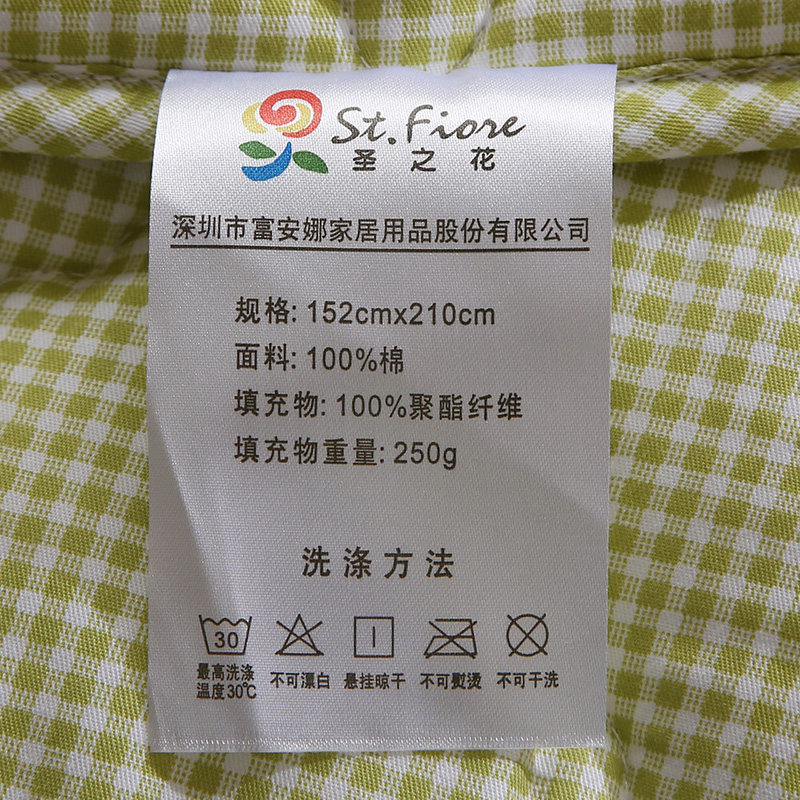 St.Fiore
圣之花
深圳市富安娜家居用品股份有限公司
规格: 152cmx210cm
面料: 100%棉
填充物: 100%聚酯纤维
填充物重量: 250g
洗涤方法
30
最高洗涤
温度30℃
不可漂白
悬挂晾干
不可熨烫
不可干洗